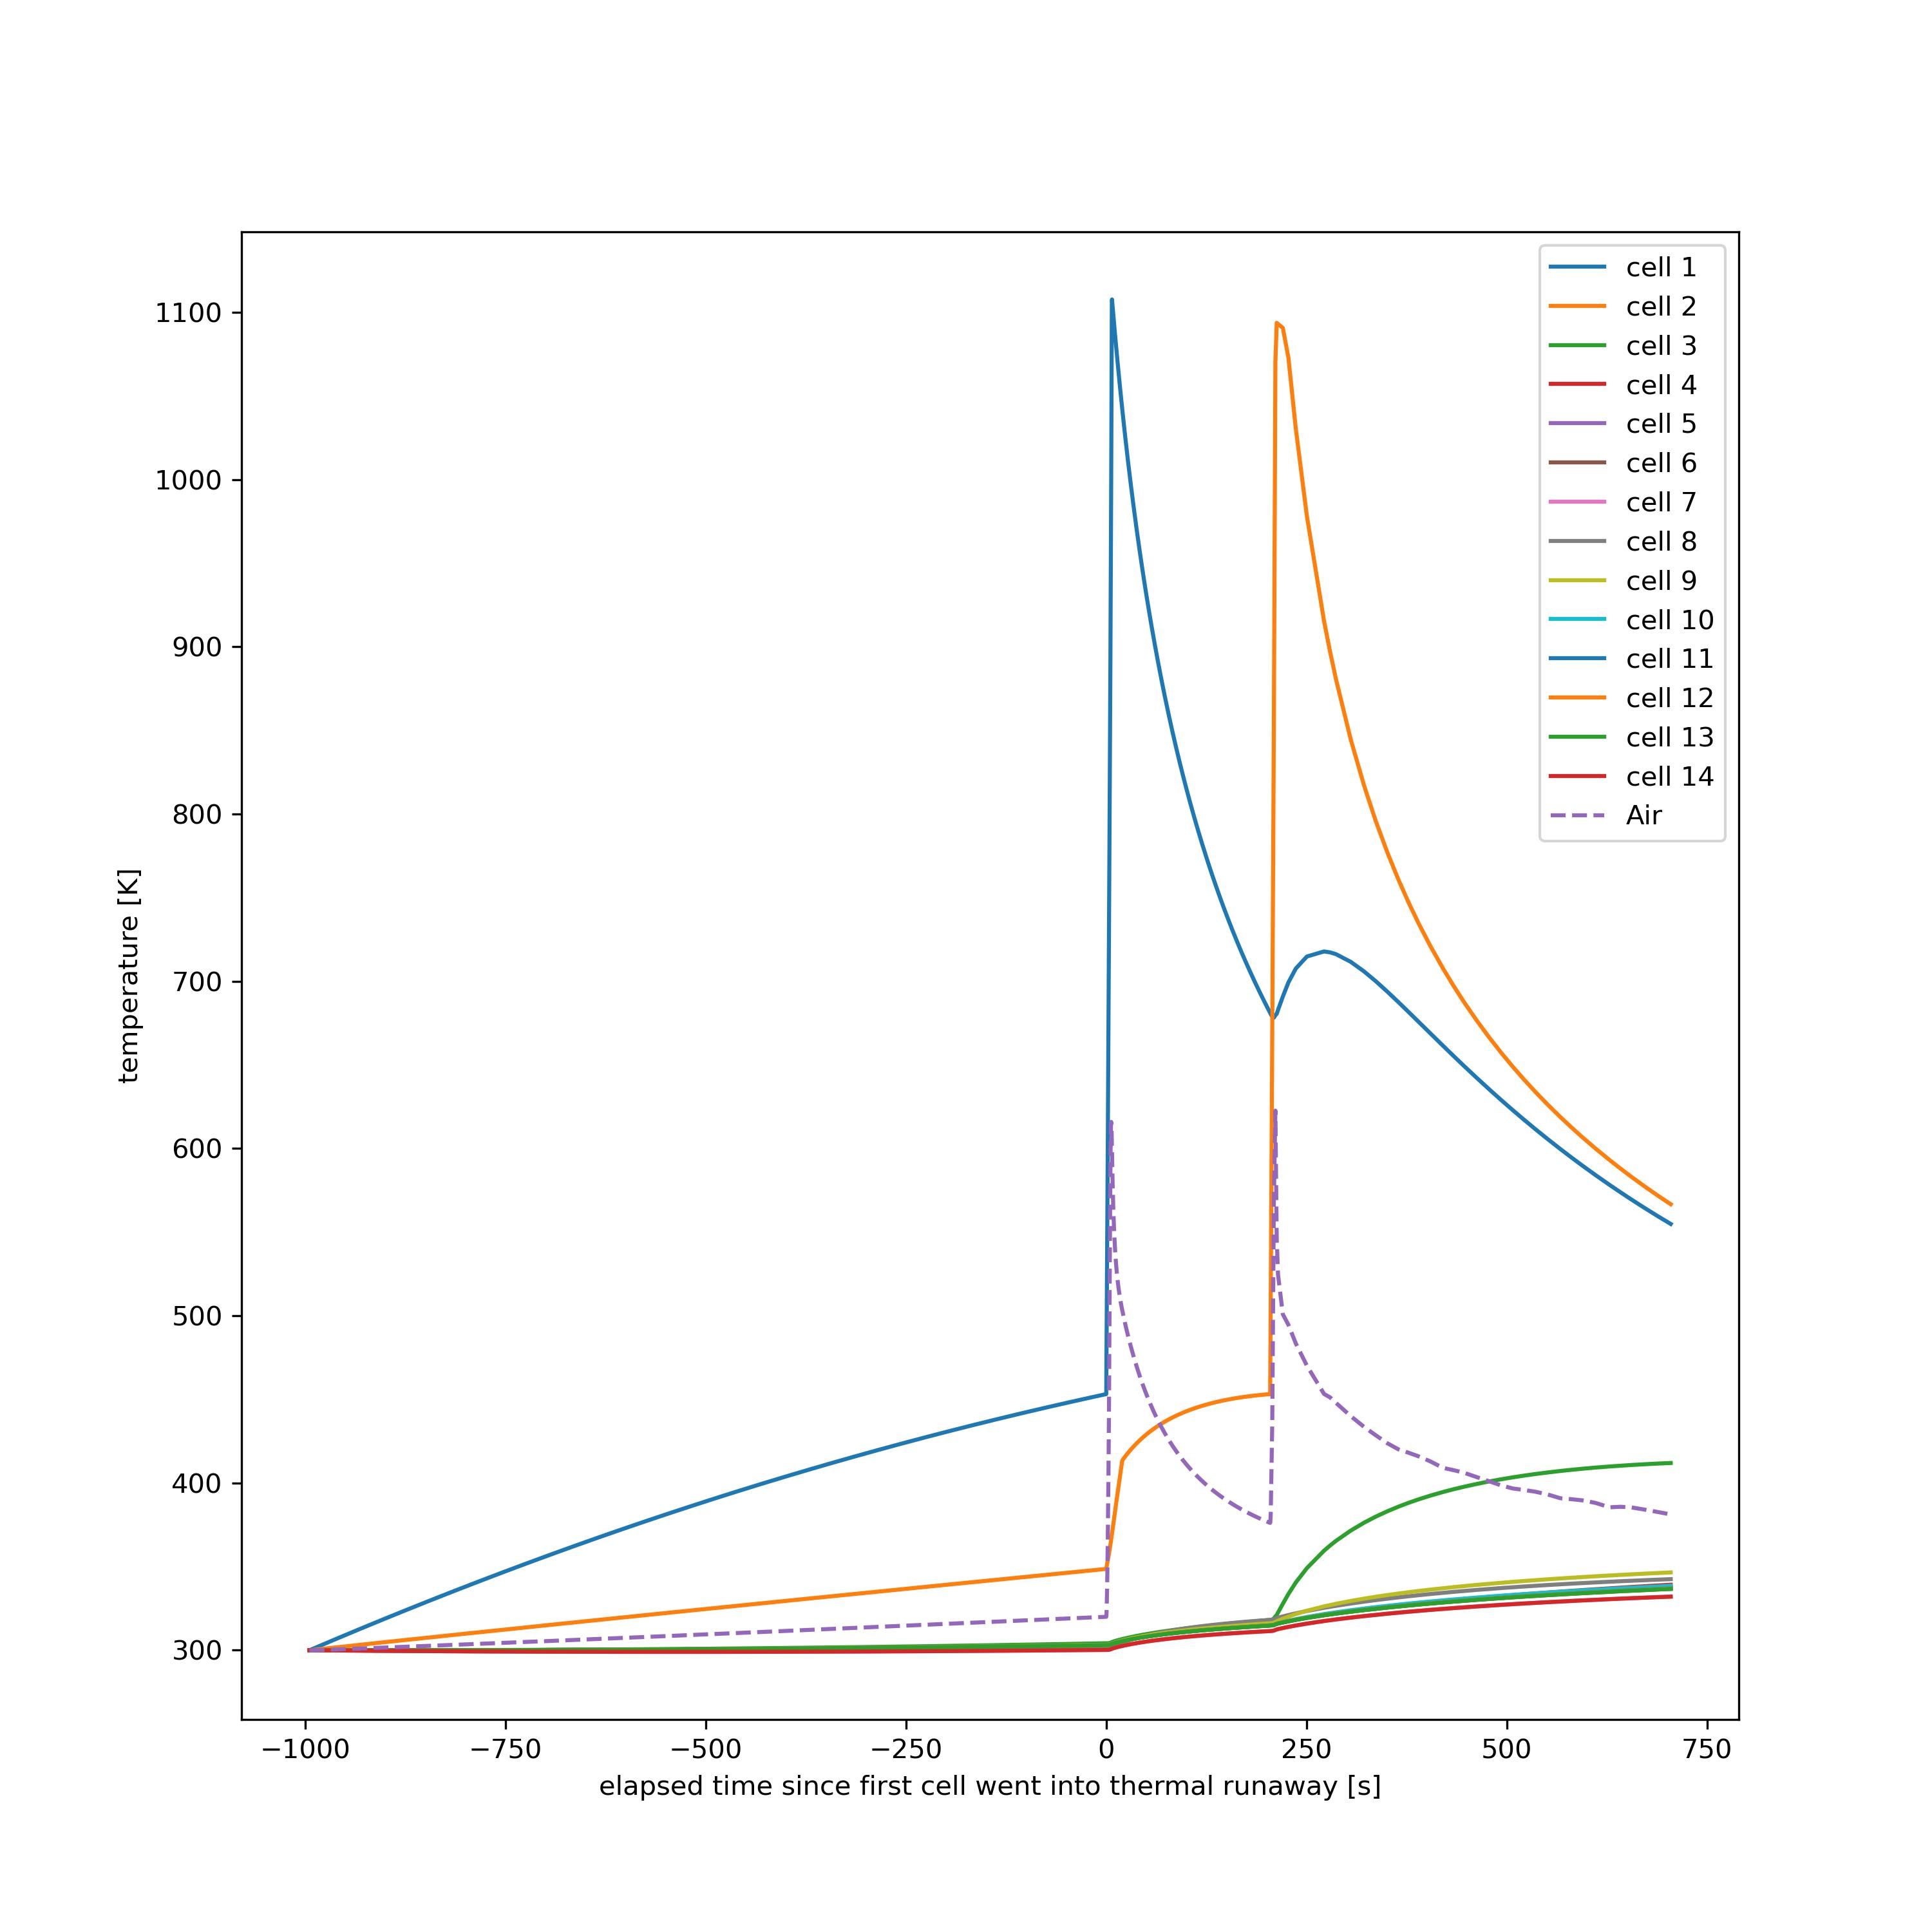 1100
1000
900
800
700
600
500
400
300
temperature [K]
−1000
−750
−500
−250
0
250
500
750
elapsed time since first cell went into thermal runaway [s]
cell 1
cell 2
cell 3
cell 4
cell 5
cell 6
cell 7
cell 8
cell 9
cell 10
cell 11
cell 12
cell 13
cell 14
Air